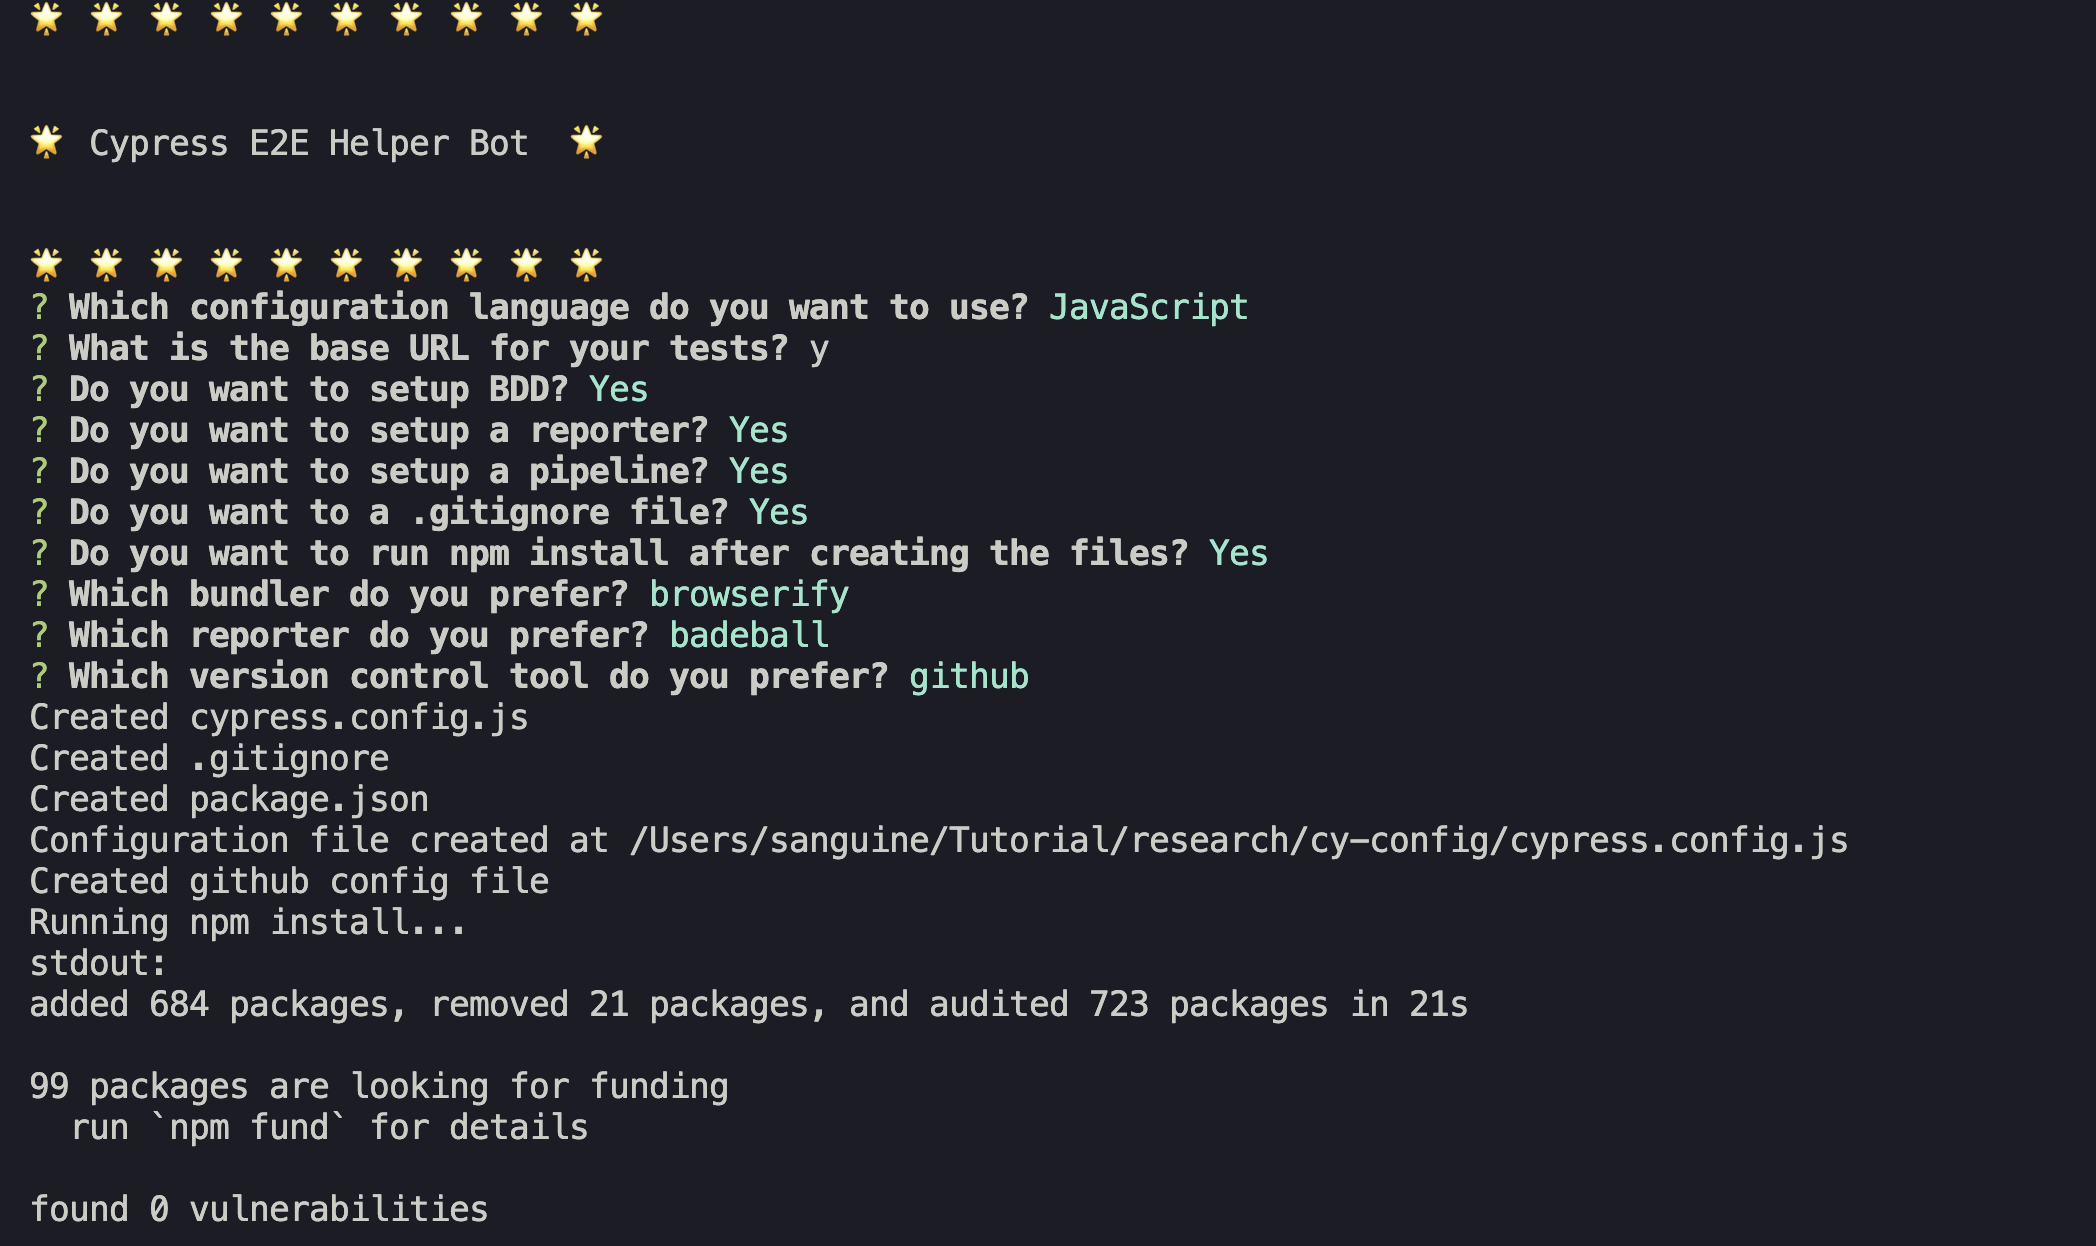 🌟 🌟 🌟 🌟 🌟 🌟 🌟 🌟 🌟 🌟
🌟 Cypress E2E Helper Bot 🌟
🌟 🌟 🌟 🌟 🌟 🌟 🌟 🌟 🌟 🌟
? Which configuration language do you want to use? JavaScript
? What is the base URL for your tests? y
? Do you want to setup BDD? Yes
? Do you want to setup a reporter? Yes
? Do you want to setup a pipeline? Yes
? Do you want to a .gitignore file? Yes
? Do you want to run npm install after creating the files? Yes
? Which bundler do you prefer? browserify
? Which reporter do you prefer? badeball
? Which version control tool do you prefer? github
Created cypress.config.js
Created .gitignore
Created package.json
Configuration file created at /Users/sanguine/Tutorial/research/cy-config/cypress.config.js
Created github config file
Running npm install...
stdout:
added 684 packages, removed 21 packages, and audited 723 packages in 21s
99 packages are looking for funding
run `npm fund` for details
found 0 vulnerabilities